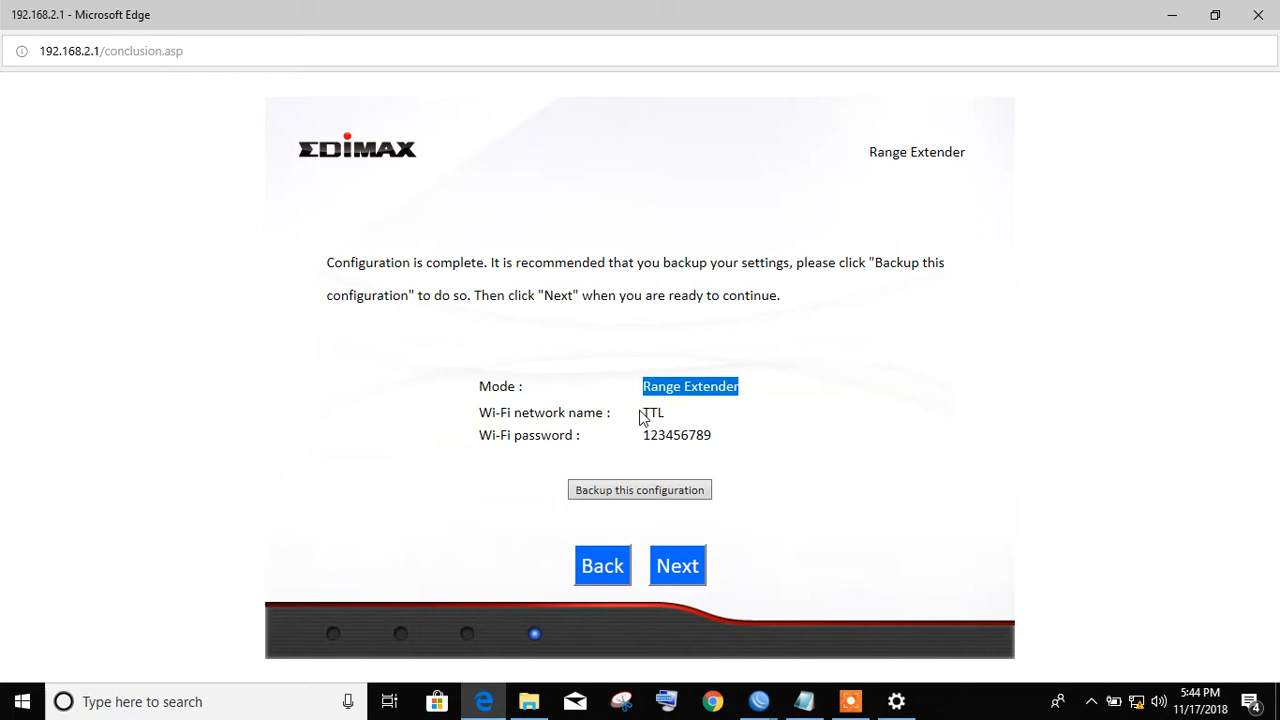 192.168.2.1 - Microsoft Edge
192.168.2.1/conclusion.asp
EDIMAX
Range Extender
Configuration is complete. It is recommended that you backup your settings, please click "Backup this
configuration" to do so. Then click "Next" when you are ready to continue.
Mode : Range Extender
Wi-Fi network name : TTL
Wi-Fi password : 123456789
Backup this configuration
Back Next
Type here to search
5:44 PM
11/17/2018
4